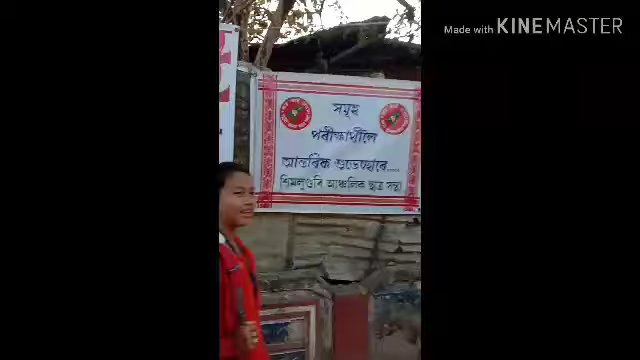 Made with KINEMASTER
সমূহ
পৰীক্ষাৰ্থীলৈ
আন্তৰিক শুভেচ্ছাৰে.....
শিমলুগুৰি আঞ্চলিক ছাত্ৰ সন্থা